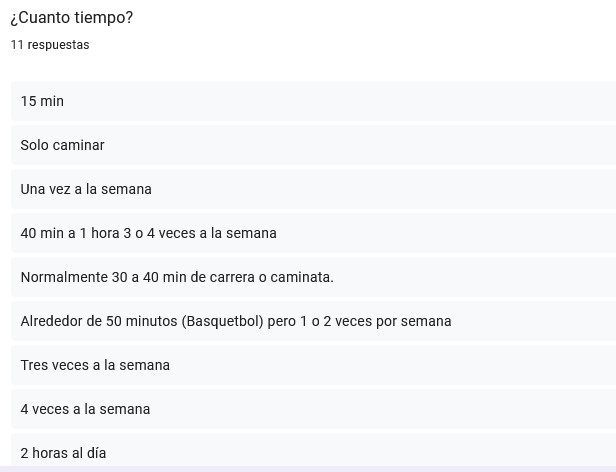 ¿Cuanto tiempo?
11 respuestas
15 min
Solo caminar
Una vez a la semana
40 min a 1 hora 3 o 4 veces a la semana
Normalmente 30 a 40 min de carrera o caminata.
Alrededor de 50 minutos (Basquetbol) pero 1 o 2 veces por semana
Tres veces a la semana
4 veces a la semana
2 horas al día